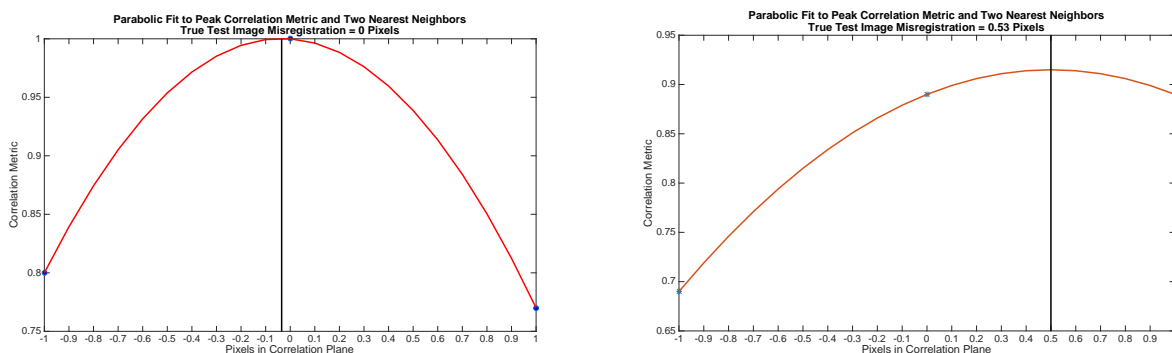 Parabolic Fit to Peak Correlation Metric and Two Nearest Neighbors
True Test Image Misregistration = 0 Pixels
1
0.95
0.9
0.85
0.8
0.75
Correlation Metric
-1 -0.9 -0.8 -0.7 -0.6 -0.5 -0.4 -0.3 -0.2 -0.1 0 0.1 0.2 0.3 0.4 0.5 0.6 0.7 0.8 0.9 1
Pixels in Correlation Plane
Parabolic Fit to Peak Correlation Metric and Two Nearest Neighbors
True Test Image Misregistration = 0.53 Pixels
0.95
0.9
0.85
0.8
0.75
0.7
0.65
Correlation Metric
-1 -0.9 -0.8 -0.7 -0.6 -0.5 -0.4 -0.3 -0.2 -0.1 0 0.1 0.2 0.3 0.4 0.5 0.6 0.7 0.8 0.9
Pixels in Correlation Plane